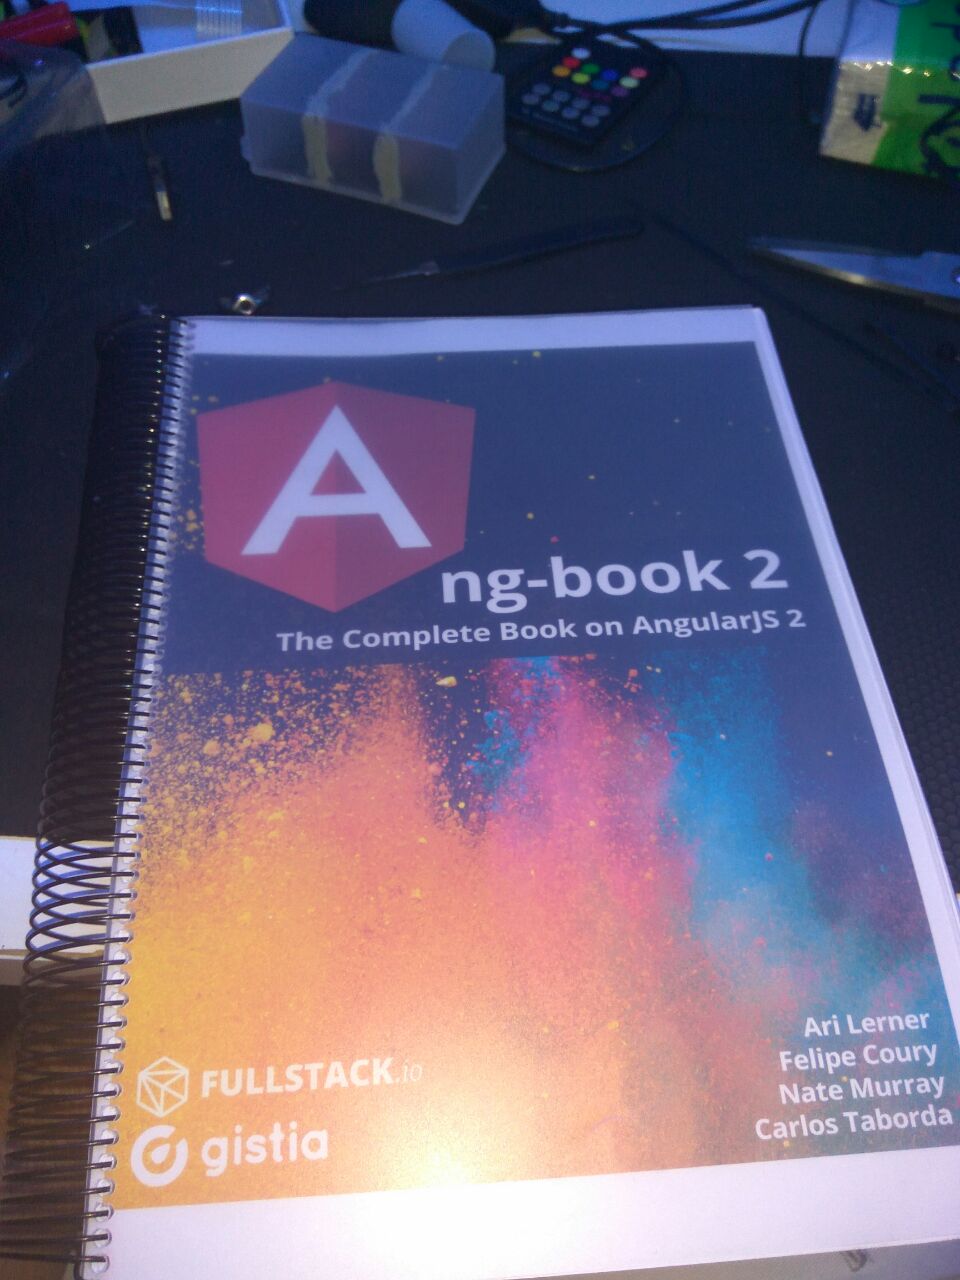 A
ng-book 2
The Complete Book on AngularJS 2
FULLSTACK.io
gistia
Ari Lerner
Felipe Coury
Nate Murray
Carlos Taborda